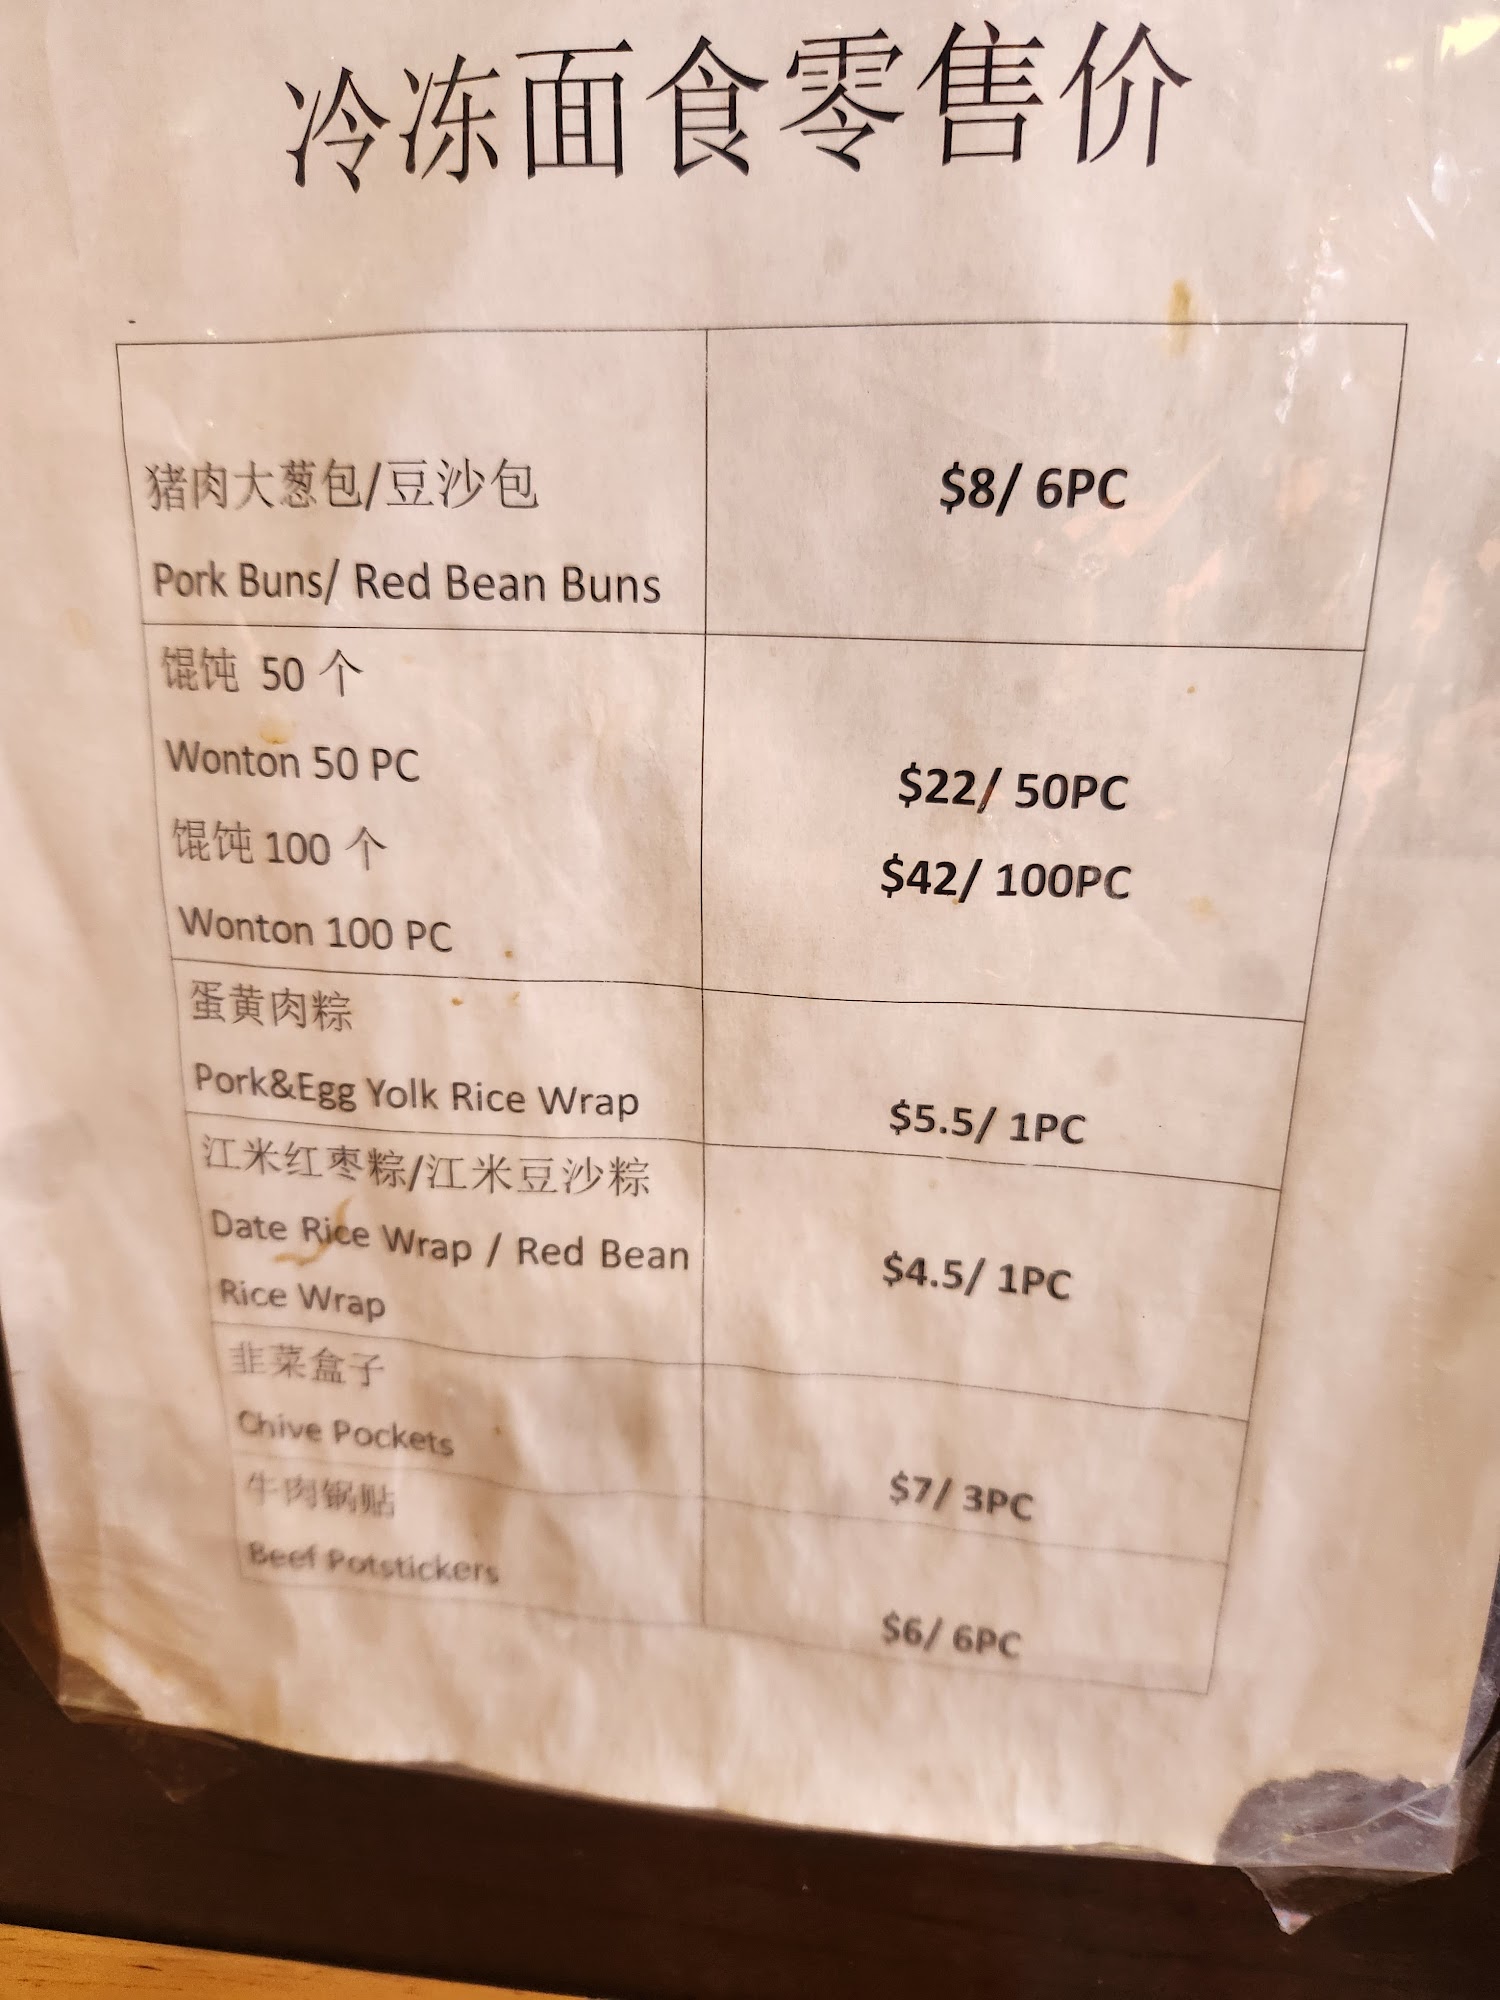 冷冻面食零售价
猪肉大葱包/豆沙包
Pork Buns/ Red Bean Buns
$8/ 6PC
馄饨 50 个
Wonton 50 PC
馄饨 100 个
Wonton 100 PC
$22/ 50PC
$42/ 100PC
蛋黄肉粽
Pork&Egg Yolk Rice Wrap
$5.5/ 1PC
江米红枣粽/江米豆沙粽
Date Rice Wrap / Red Bean
Rice Wrap
$4.5/ 1PC
韭菜盒子
Chive Pockets
$7/ 3PC
牛肉锅贴
Beef Potstickers
$6/ 6PC